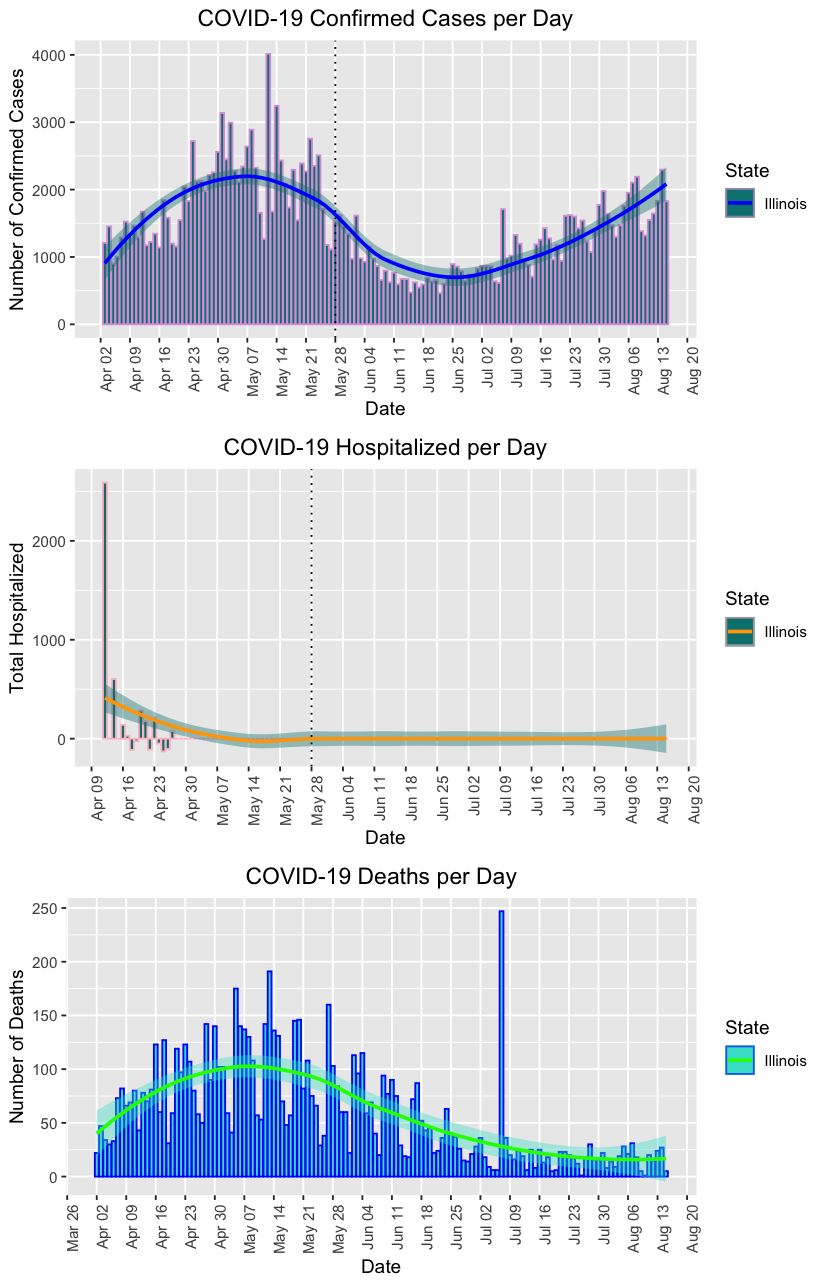 COVID-19 Confirmed Cases per Day
Number of Confirmed Cases
4000
3000
2000
1000
0
Apr 02
Apr 09
Apr 16
Apr 23
Apr 30
May 07
May 14
May 21
May 28
Jun 04
Jun 11
Jun 18
Jun 25
Jul 02
Jul 09
Jul 16
Jul 23
Jul 30
Aug 06
Aug 13
Aug 20
Date
State
Illinois
COVID-19 Hospitalized per Day
Total Hospitalized
2000
1000
0
Apr 09
Apr 16
Apr 23
Apr 30
May 07
May 14
May 21
May 28
Jun 04
Jun 11
Jun 18
Jun 25
Jul 02
Jul 09
Jul 16
Jul 23
Jul 30
Aug 06
Aug 13
Aug 20
Date
State
Illinois
COVID-19 Deaths per Day
Number of Deaths
250
200
150
100
50
0
Mar 26
Apr 02
Apr 09
Apr 16
Apr 23
Apr 30
May 07
May 14
May 21
May 28
Jun 04
Jun 11
Jun 18
Jun 25
Jul 02
Jul 09
Jul 16
Jul 23
Jul 30
Aug 06
Aug 13
Aug 20
Date
State
Illinois